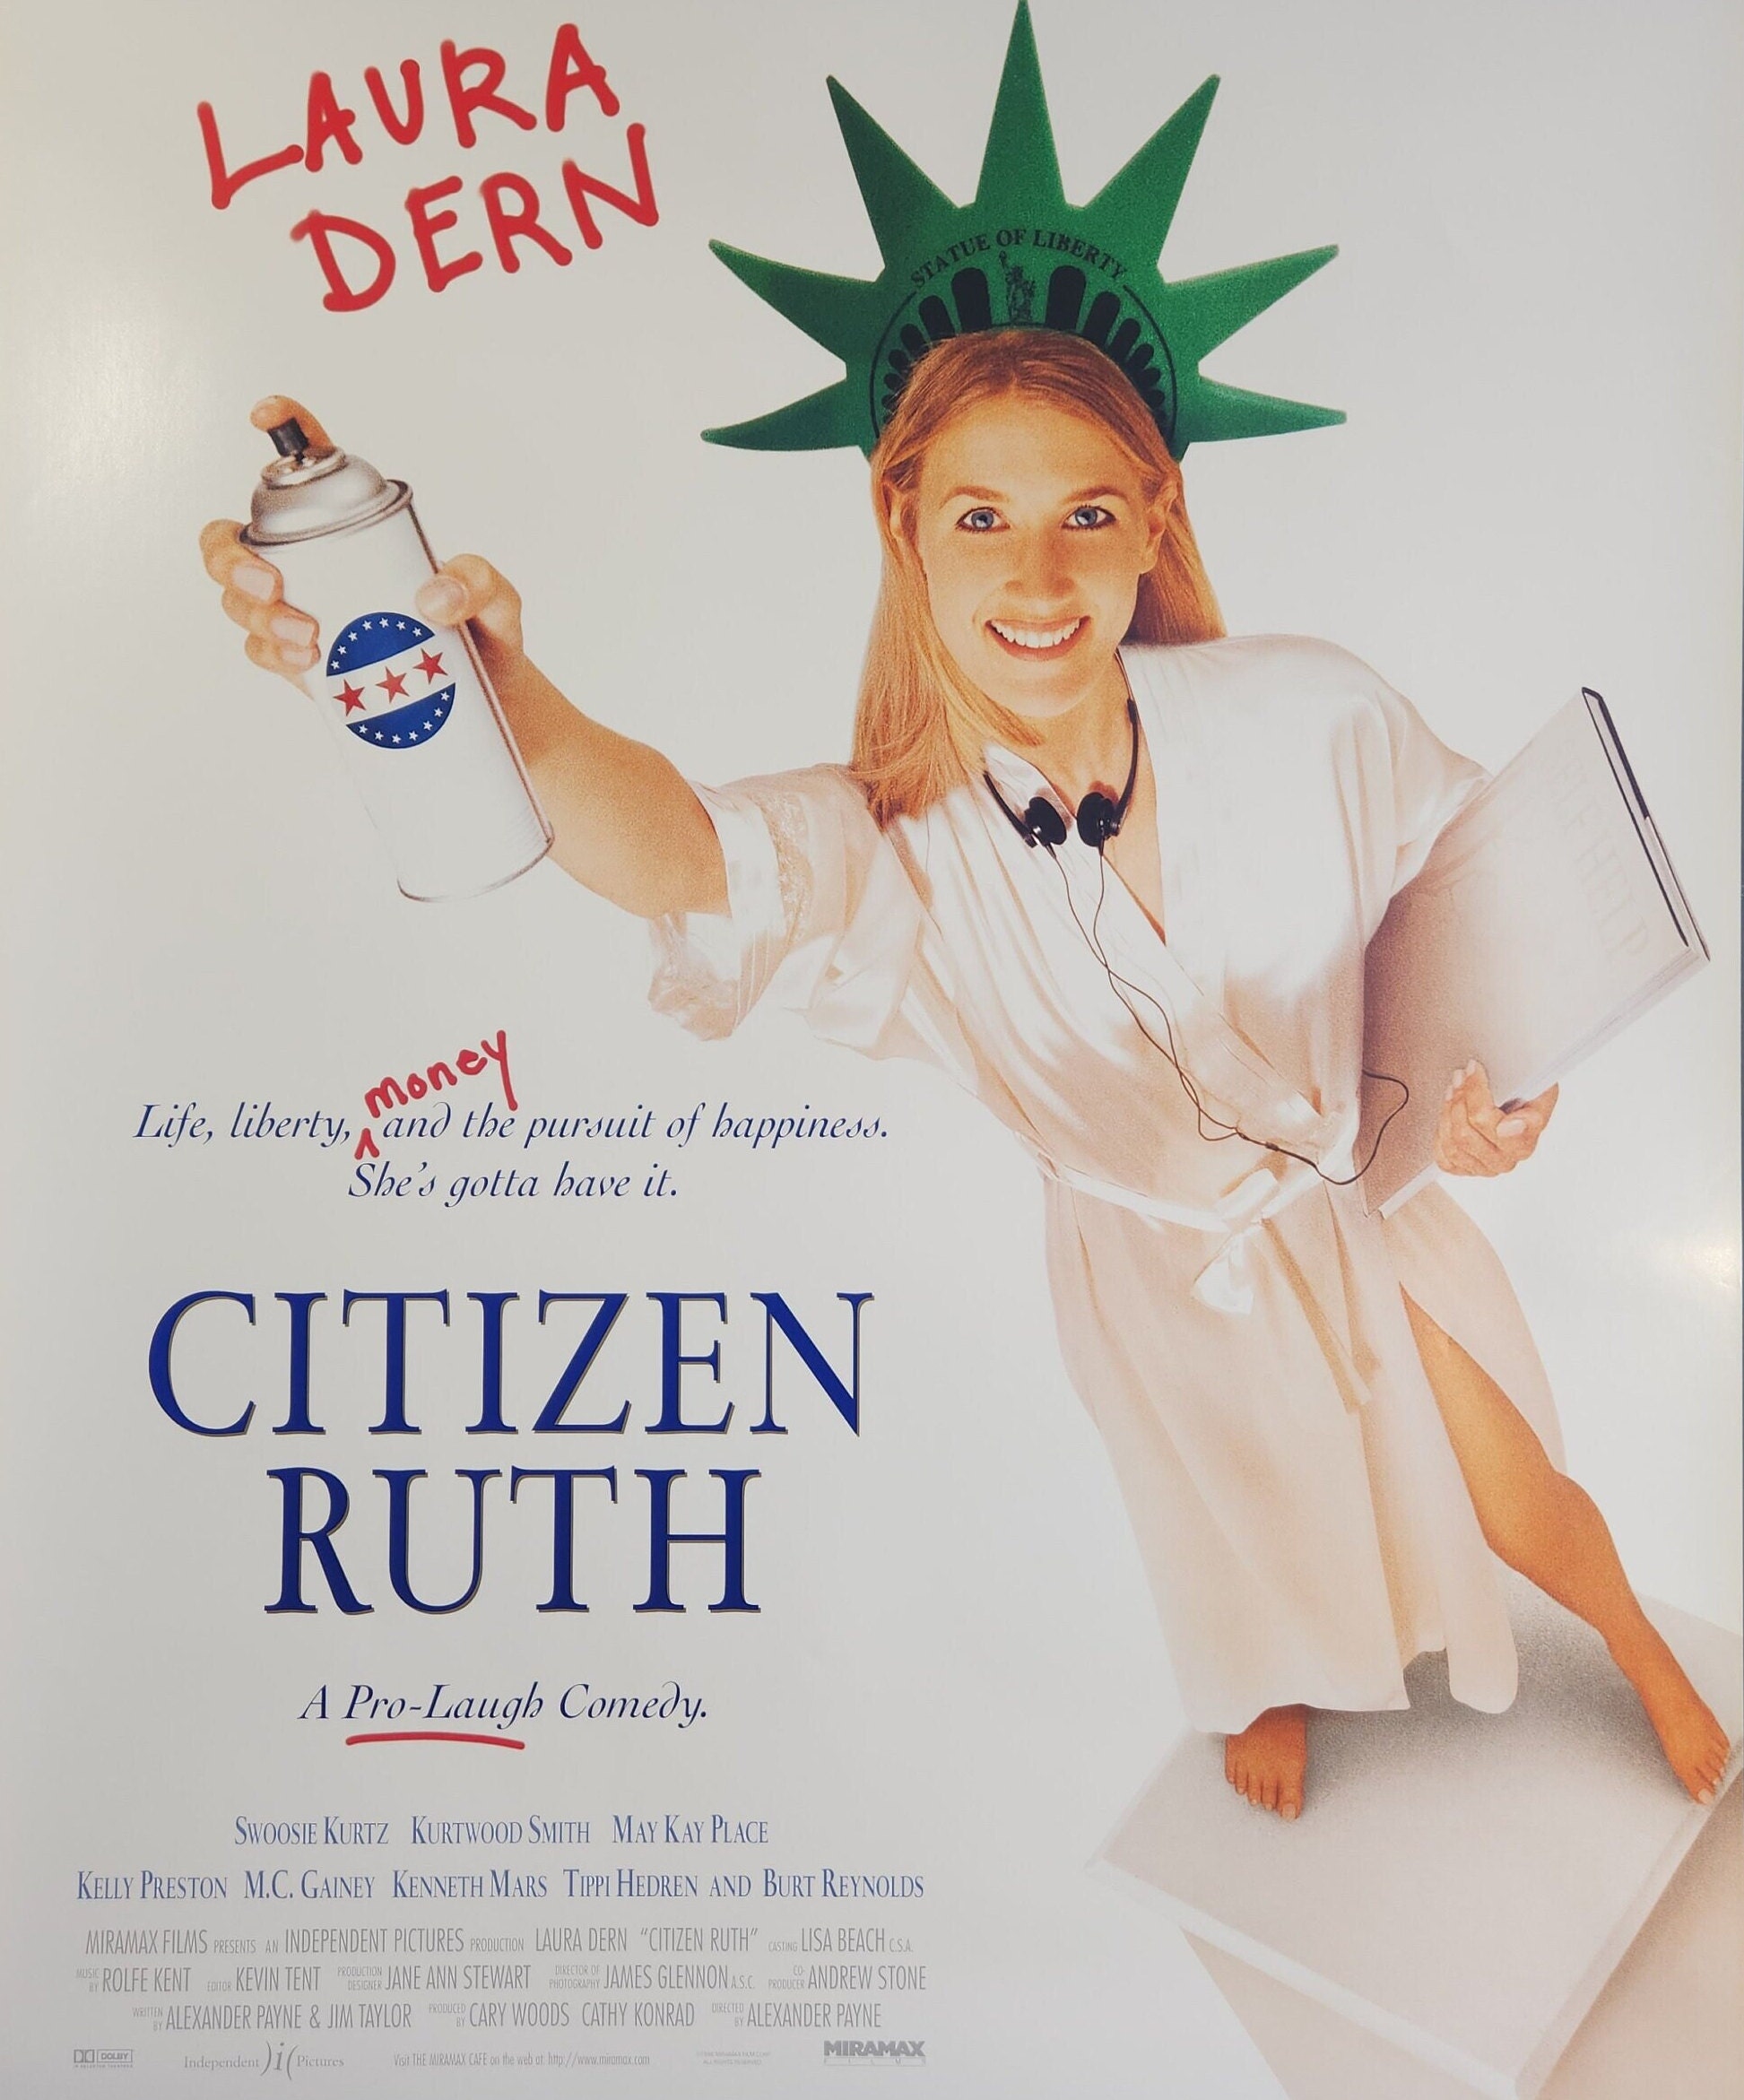 LAURA
DERN
STATUE OF LIBERTY
money
Life, liberty, ^ and the pursuit of happiness.
She's gotta have it.
CITIZEN
RUTH
A Pro-Laugh Comedy.
SWOOSIE KURTZ KURTWOOD SMITH MAY KAY PLACE
KELLY PRESTON M.C. GAINEY KENNETH MARS TIPPI HEDREN AND BURT REYNOLDS
MIRAMAX FILMS PRESENTS AN INDEPENDENT PICTURES PRODUCTION LAURA DERN "CITIZEN RUTH" CASTING LISA BEACH C.S.A.
MUSIC BY ROLFE KENT EDITOR KEVIN TENT PRODUCTION DESIGNER JANE ANN STEWART DIRECTOR OF PHOTOGRAPHY JAMES GLENNON A.S.C. CO-PRODUCER ANDREW STONE
WRITTEN BY ALEXANDER PAYNE & JIM TAYLOR PRODUCED BY CARY WOODS CATHY KONRAD DIRECTED BY ALEXANDER PAYNE
DOLBY Independent )i( Pictures Visit THE MIRAMAX CAFE on the web at http://www.miramax.com MIRAMAX